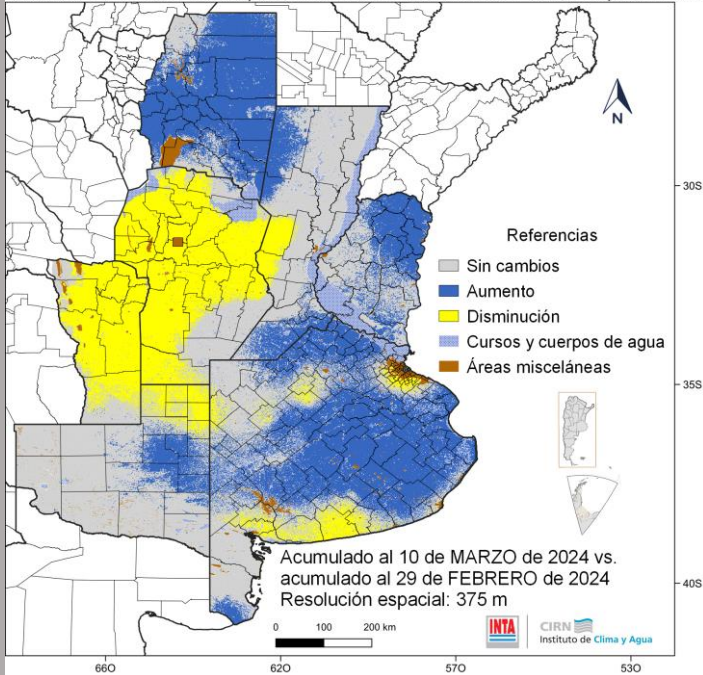 N
30S
Referencias
Sin cambios
Aumento
Disminución
Cursos y cuerpos de agua
Áreas misceláneas
35S
Acumulado al 10 de MARZO de 2024 vs.
acumulado al 29 de FEBRERO de 2024
Resolución espacial: 375 m
40S
0 100 200 km
INTA
CIRN
Instituto de Clima y Agua
66O 62O 57O 53O